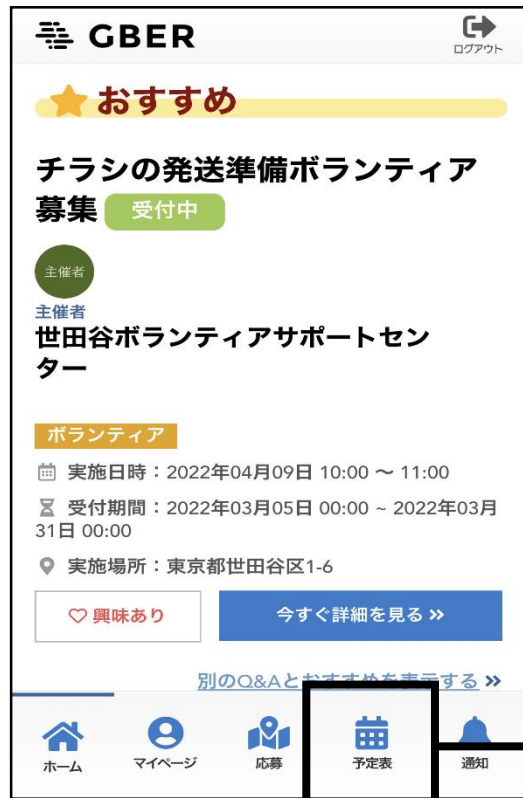 GBER
ログアウト
おすすめ
チラシの発送準備ボランティア
募集 受付中
主催者
主催者
世田谷ボランティアサポートセン
ター
ボランティア
実施日時：2022年04月09日 10:00 〜 11:00
受付期間：2022年03月05日 00:00 ~ 2022年03月
31日 00:00
実施場所：東京都世田谷区1-6
♡ 興味あり 今すぐ詳細を見る »
別のQ&Aとおすすめを表示する »
ホーム マイページ 応募 予定表 通知